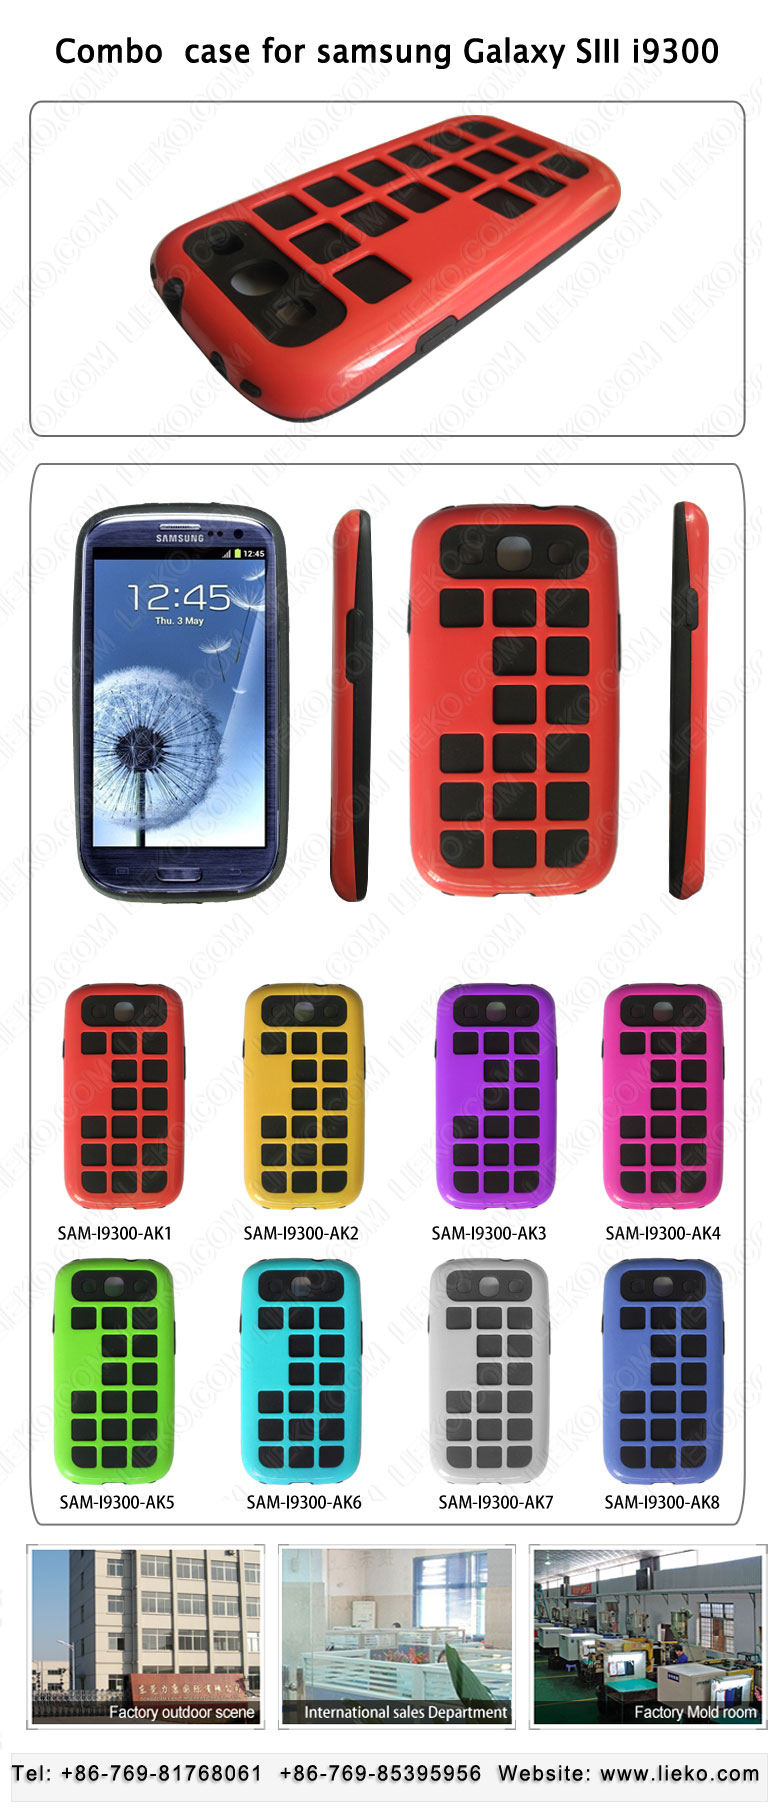 Combo case for samsung Galaxy SIII i9300
SAMSUNG
12:45
12:45
Thu. 3 May
SAM-I9300-AK1
SAM-I9300-AK2
SAM-I9300-AK3
SAM-I9300-AK4
SAM-I9300-AK5
SAM-I9300-AK6
SAM-I9300-AK7
SAM-I9300-AK8
Factory outdoor scene
International sales Department
Factory Mold room
Tel: +86-769-81768061 +86-769-85395956 Website: www.lieko.com
LIEKO.COM